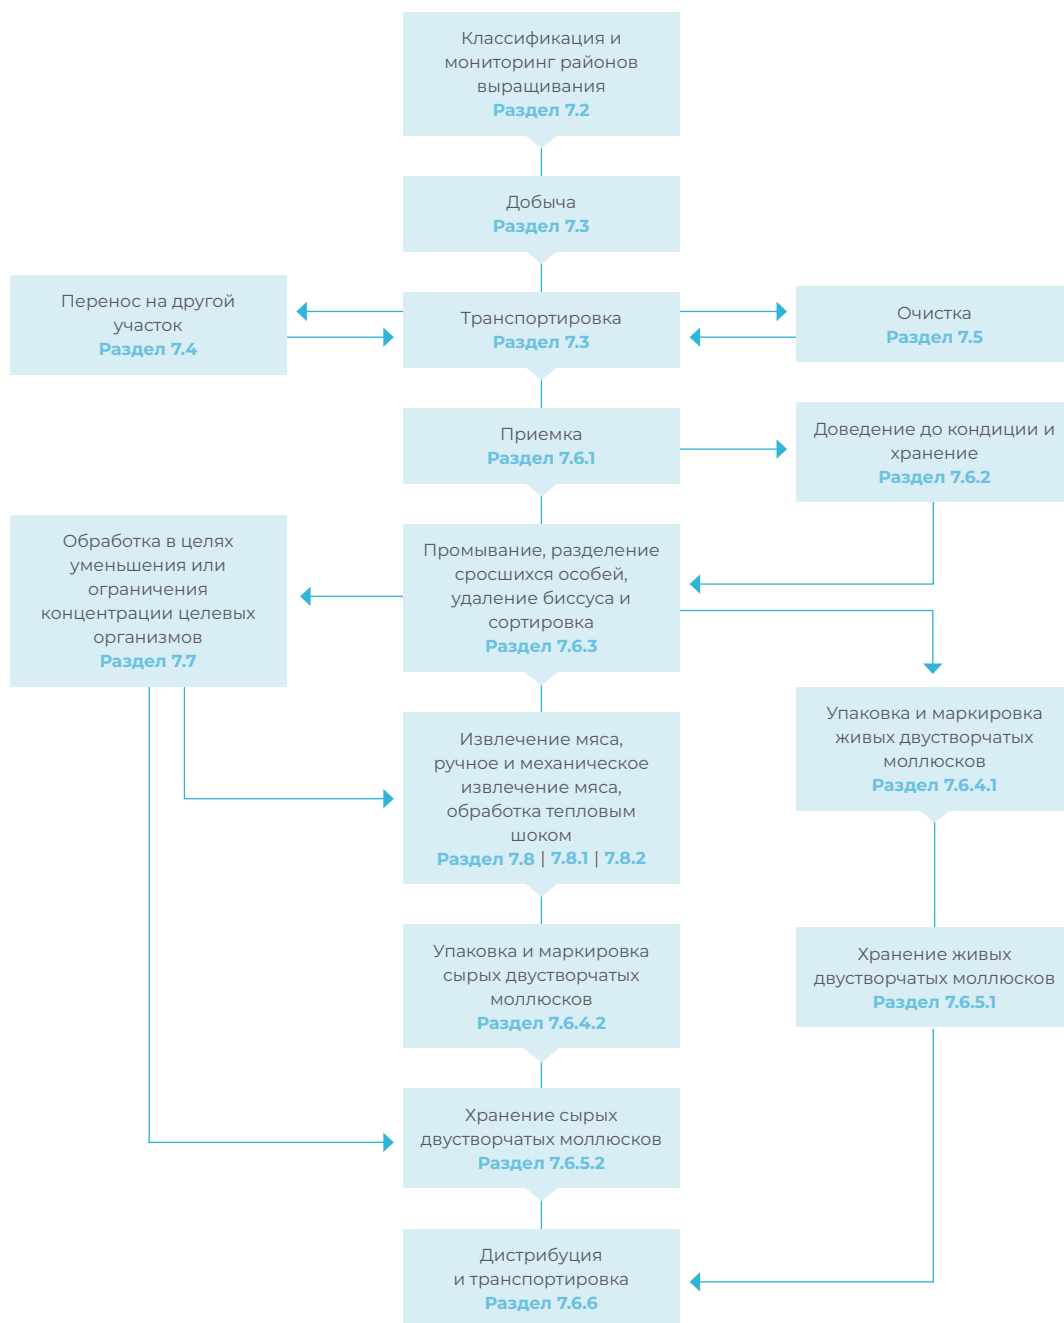 Классификация и
мониторинг районов
выращивания
Раздел 7.2
Добыча
Раздел 7.3
Перенос на другой
участок
Раздел 7.4
Транспортировка
Раздел 7.3
Очистка
Раздел 7.5
Приемка
Раздел 7.6.1
Доведение до кондиции и
хранение
Раздел 7.6.2
Обработка в целях
уменьшения или
ограничения
концентрации целевых
организмов
Раздел 7.7
Промывание, разделение
сросшихся особей,
удаление биссуса и
сортировка
Раздел 7.6.3
Упаковка и маркировка
живых двустворчатых
моллюсков
Раздел 7.6.4.1
Извлечение мяса,
ручное и механическое
извлечение мяса,
обработка тепловым
шоком
Раздел 7.8 | 7.8.1 | 7.8.2
Упаковка и маркировка
сырых двустворчатых
моллюсков
Раздел 7.6.4.2
Хранение живых
двустворчатых моллюсков
Раздел 7.6.5.1
Хранение сырых
двустворчатых моллюсков
Раздел 7.6.5.2
Дистрибуция
и транспортировка
Раздел 7.6.6